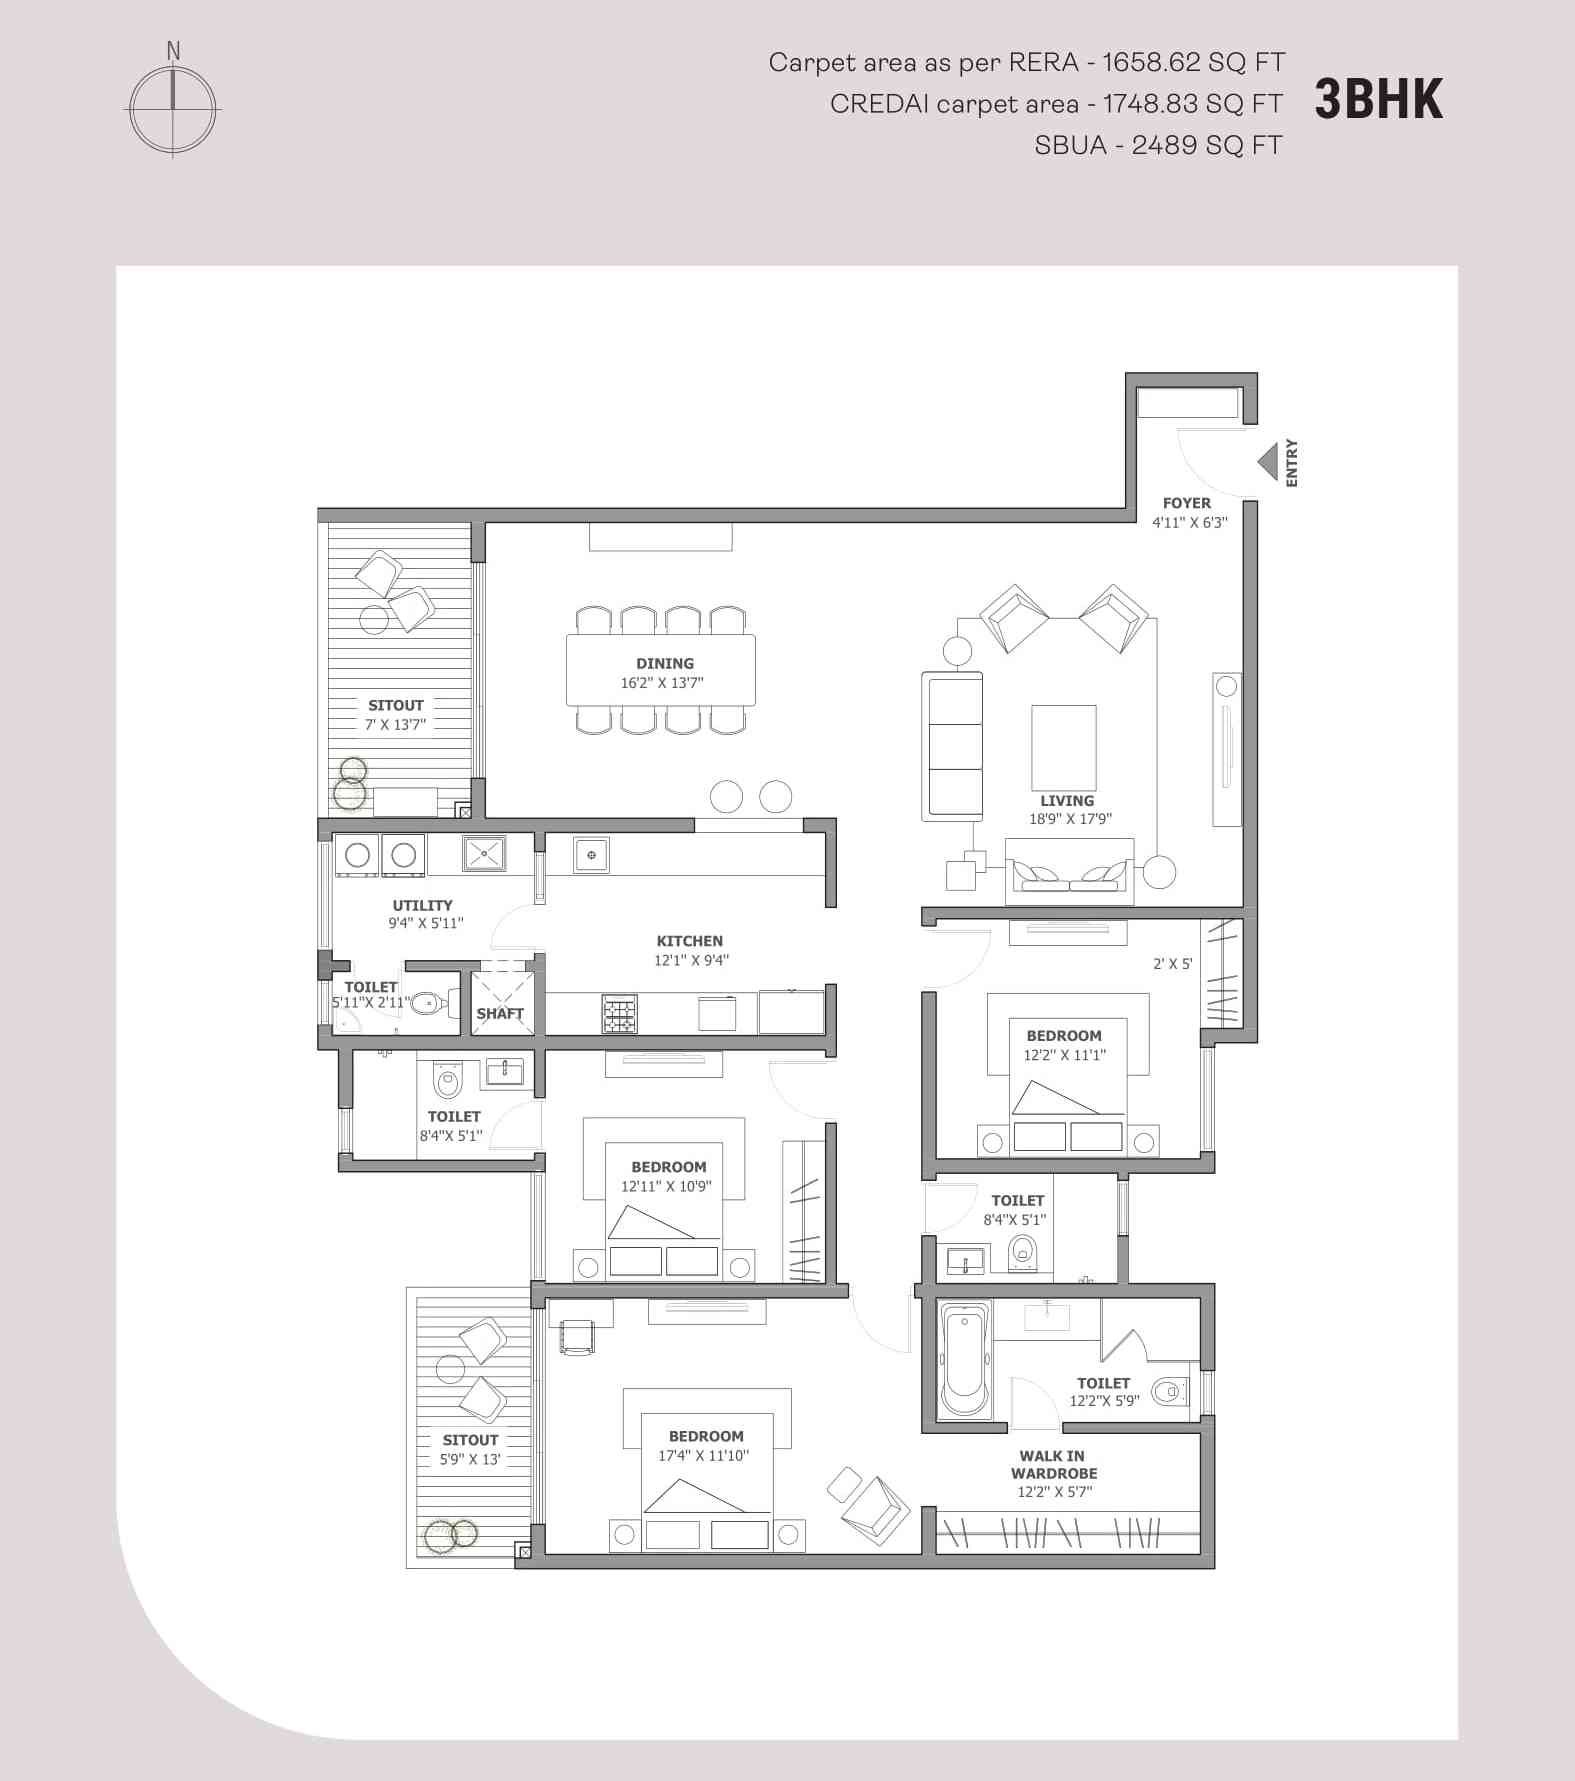 N
Carpet area as per RERA - 1658.62 SQ FT
CREDAI carpet area - 1748.83 SQ FT
SBUA - 2489 SQ FT
3BHK
ENTRY
FOYER
4'11" X 6'3"
DINING
16'2" X 13'7"
SITOUT
7' X 13'7"
LIVING
18'9" X 17'9"
UTILITY
9'4" X 5'11"
KITCHEN
12'1" X 9'4"
2' X 5'
TOILET
5'11"X 2'11"
SHAFT
BEDROOM
12'2" X 11'1"
TOILET
8'4"X 5'1"
BEDROOM
12'11" X 10'9"
TOILET
8'4"X 5'1"
TOILET
12'2"X 5'9"
SITOUT
5'9" X 13'
BEDROOM
17'4" X 11'10"
WALK IN
WARDROBE
12'2" X 5'7"